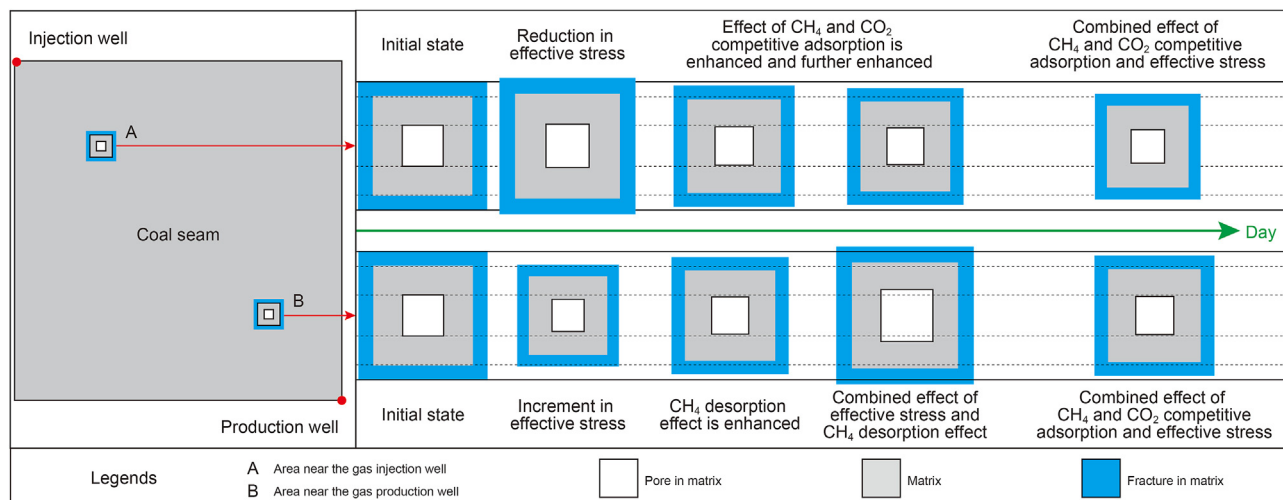 Injection well
A
Coal seam
B
Production well
Initial state
Reduction in
effective stress
Effect of CH₄ and CO₂
competitive adsorption is
enhanced and further enhanced
Combined effect of
CH₄ and CO₂ competitive
adsorption and effective stress
Day
Initial state
Increment in
effective stress
CH₄ desorption
effect is enhanced
Combined effect of
effective stress and
CH₄ desorption effect
Combined effect of
CH₄ and CO₂ competitive
adsorption and effective stress
Legends
A Area near the gas injection well
B Area near the gas production well
Pore in matrix
Matrix
Fracture in matrix